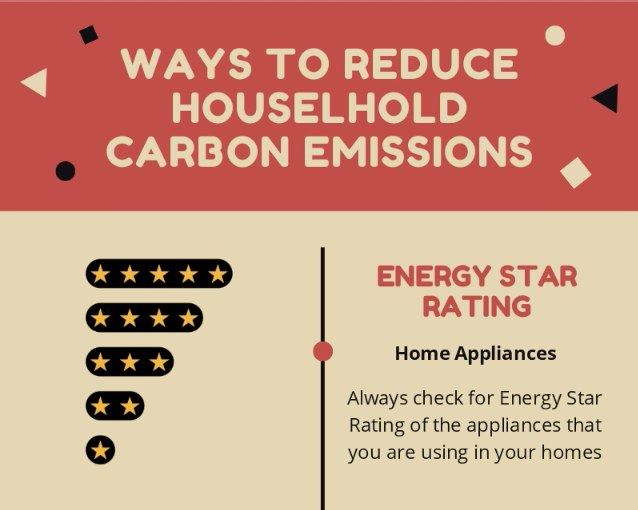 WAYS TO REDUCE
HOUSELHOLD
CARBON EMISSIONS
ENERGY STAR
RATING
Home Appliances
Always check for Energy Star
Rating of the appliances that
you are using in your homes